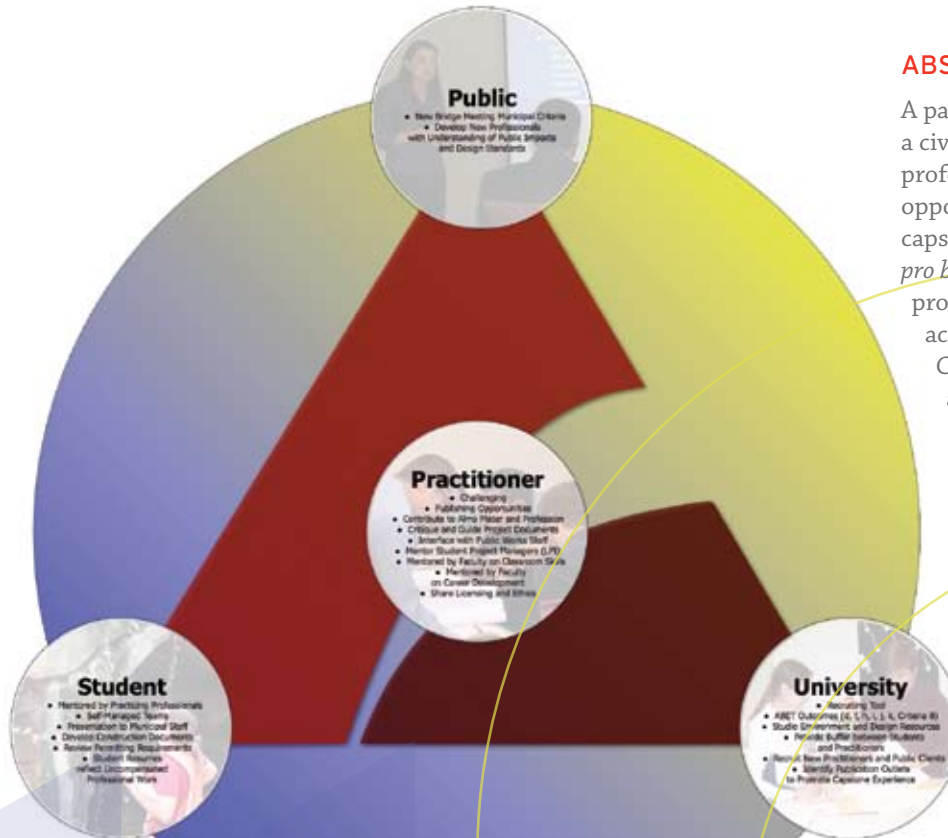 Public
• New Bridge Meeting Municipal Criteria
• Develop New Professionals
with Understanding of Public Impacts
and Design Standards
ABS
A pa
a civ
profe
oppo
caps
pro b
pro
ac
C
Practitioner
• Challenging
• Publishing Opportunities
• Contribute to Alma Mater and Profession
• Critique and Guide Project Documents
• Interface with Public Works Staff
• Mentor Student Project Managers (LPI)
• Mentored by Faculty on Classroom Skills
• Mentored by Faculty
on Career Development
• Share Licensing and Ethics
Student
• Mentored by Practicing Professionals
• Self-Managed Teams
• Presentation to Municipal Staff
• Develop Construction Documents
• Review Permitting Requirements
• Student Resumes
reflect Uncompensated
Professional Work
University
• Recruiting Tool
• ABET Outcomes (d, f, h, i, j, k, Criteria 8)
• Studio Environment and Design Resources
• Provide Buffer between Students
and Practitioners
• Recruit New Practitioners and Public Clients
• Identify Publication Outlets
to Promote Capstone Experience